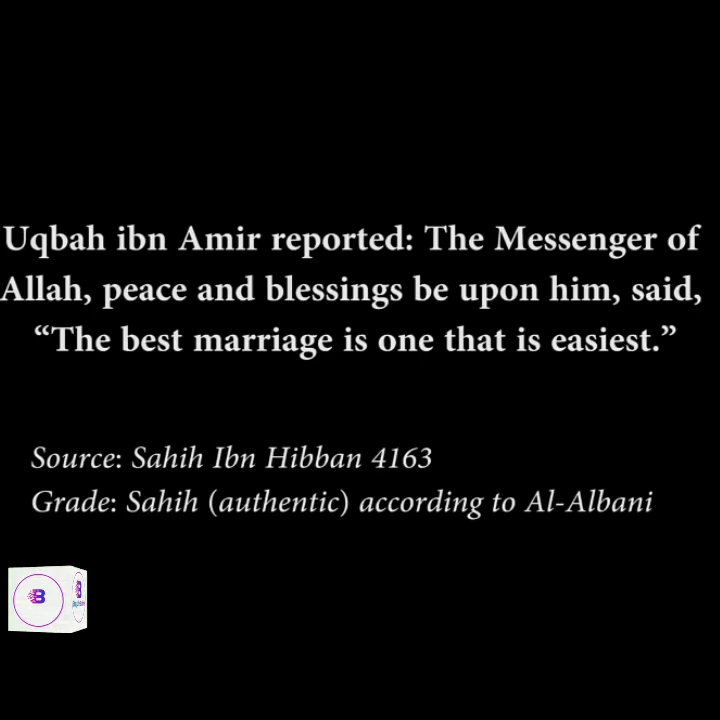 Uqbah ibn Amir reported: The Messenger of
Allah, peace and blessings be upon him, said,
“The best marriage is one that is easiest.”
Source: Sahih Ibn Hibban 4163
Grade: Sahih (authentic) according to Al-Albani
B